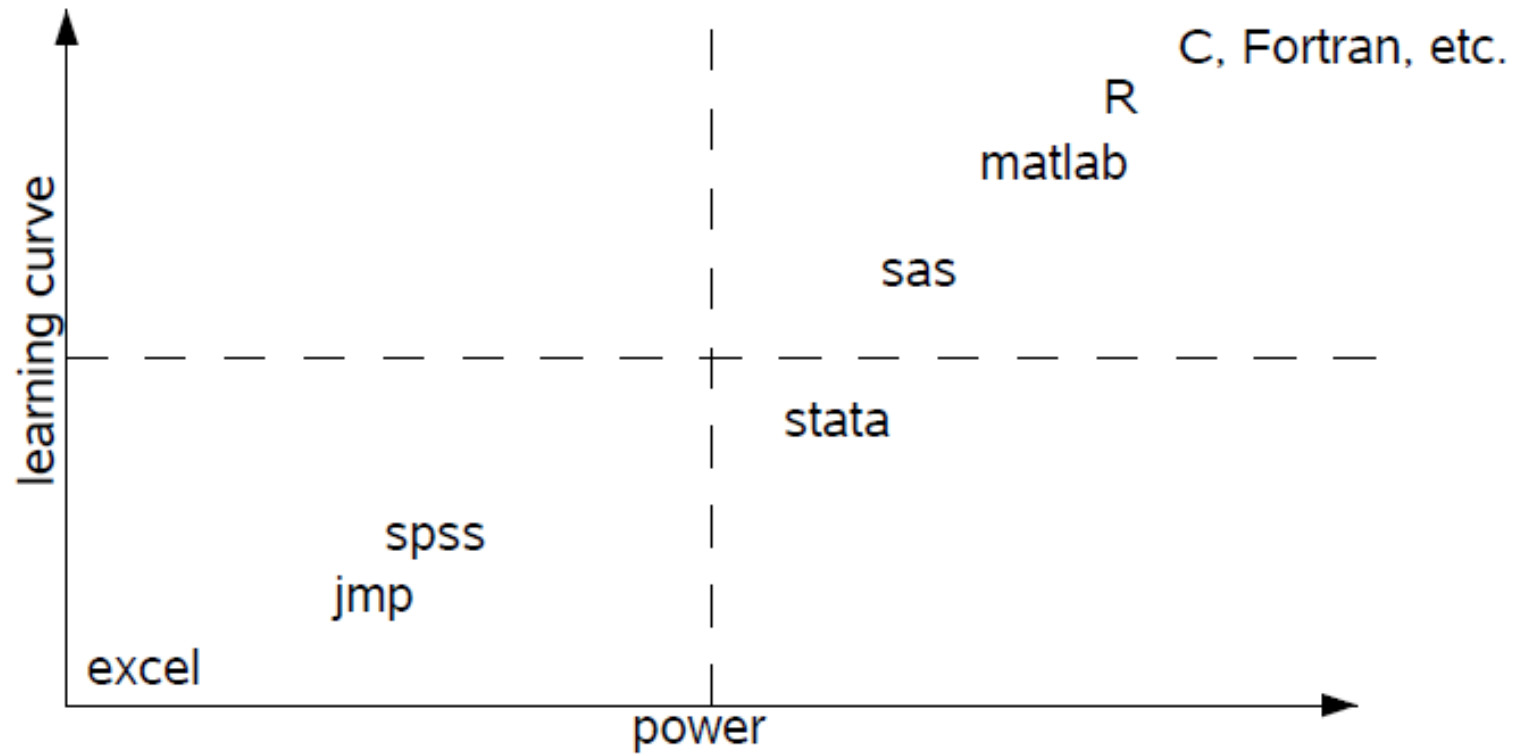 C, Fortran, etc.
R
matlab
sas
learning curve
stata
spss
jmp
excel
power